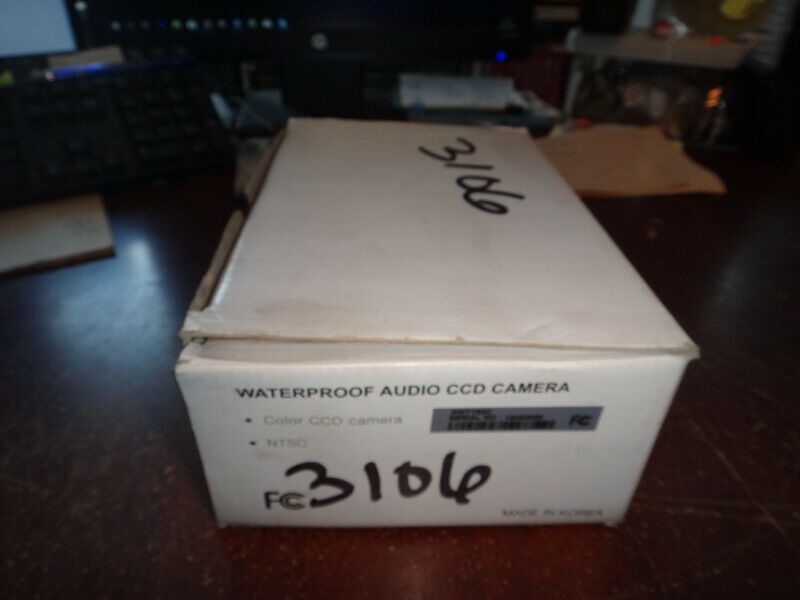 3106
WATERPROOF AUDIO CCD CAMERA
• Color CCD camera
FC
• NTSC
3106
FC
MADE IN KOREA